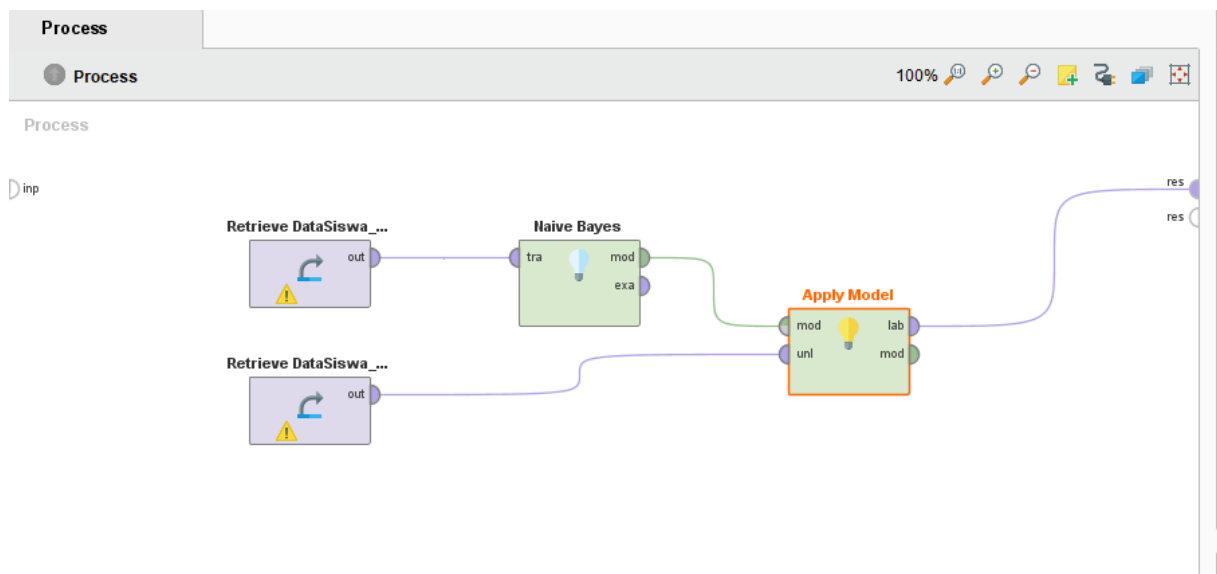 Process
Process
100%
Process
inp
res
res
Retrieve DataSiswa_...
out
Naive Bayes
tra
mod
exa
Apply Model
mod
lab
unl
mod
Retrieve DataSiswa_...
out